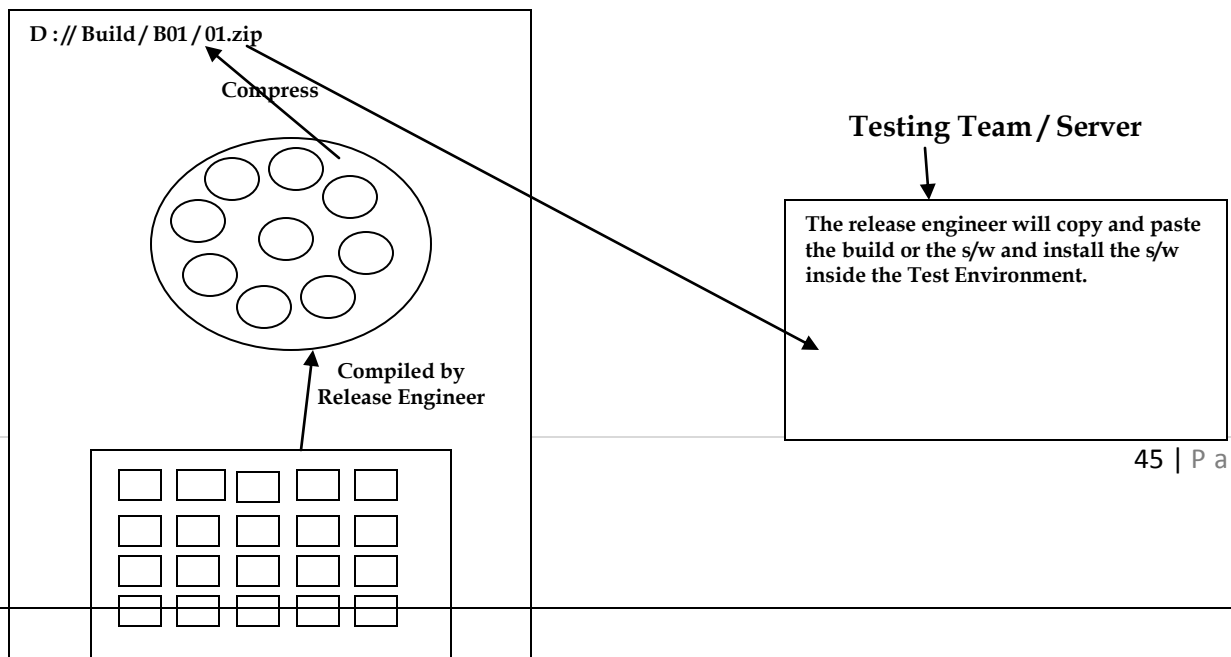 D : // Build / B01 / 01.zip
Compress
Testing Team / Server
The release engineer will copy and paste
the build or the s/w and install the s/w
inside the Test Environment.
Compiled by
Release Engineer
45 | P a